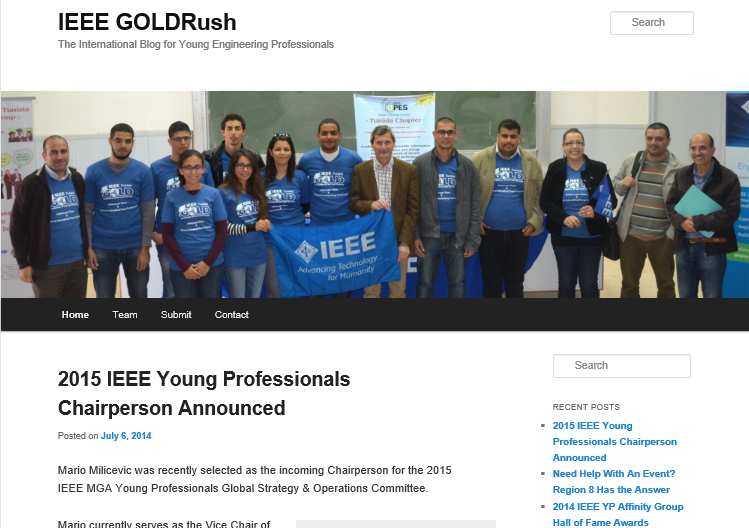 IEEE GOLDRush
The International Blog for Young Engineering Professionals
Search
PES
Tunisia Chapter
IEEE
Advancing Technology
for Humanity
Home
Team
Submit
Contact
2015 IEEE Young Professionals
Chairperson Announced
Posted on July 6, 2014
Mario Milicevic was recently selected as the incoming Chairperson for the 2015
IEEE MGA Young Professionals Global Strategy & Operations Committee.
Mario currently serves as the Vice Chair of
Search
RECENT POSTS
2015 IEEE Young
Professionals Chairperson
Announced
Need Help With An Event?
Region 8 Has the Answer
2014 IEEE YP Affinity Group
Hall of Fame Awards